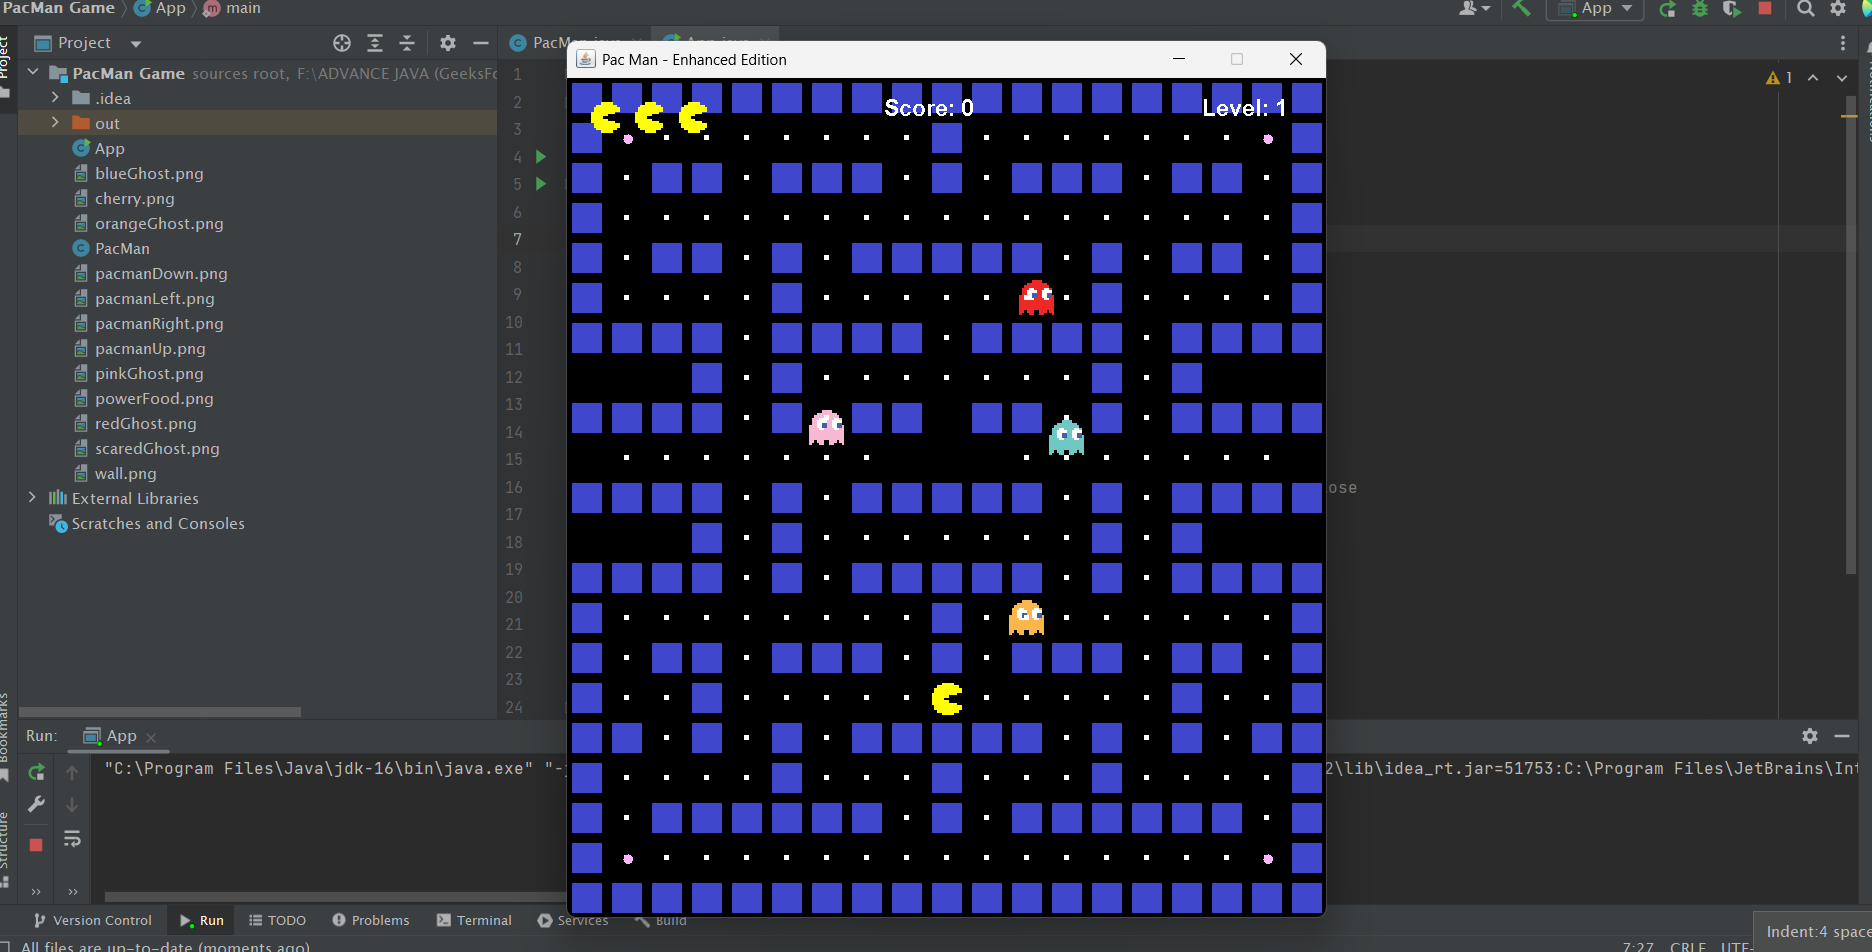 PacMan Game > App > main
App
Project
PacMan Game sources root, F:\ADVANCE JAVA (GeeksFo
.idea
out
App
blueGhost.png
cherry.png
orangeGhost.png
PacMan
pacmanDown.png
pacmanLeft.png
pacmanRight.png
pacmanUp.png
pinkGhost.png
powerFood.png
redGhost.png
scaredGhost.png
wall.png
External Libraries
Scratches and Consoles
Project
Bookmarks
Structure
1
2
3
4
5
6
7
8
9
10
11
12
13
14
15
16
17
18
19
20
21
22
23
24
1
ose
Pac Man - Enhanced Edition
Score: 0
Level: 1
Run: App
"C:\Program Files\Java\jdk-16\bin\java.exe" "-
2\lib\idea_rt.jar=51753:C:\Program Files\JetBrains\Int
Version Control Run TODO Problems Terminal Services Build
All files are up-to-date (moments ago)
7:27 CRLF UTF-
Indent:4 space